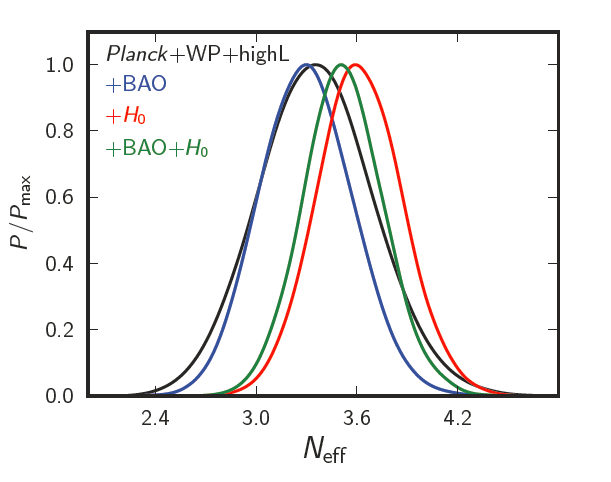 Planck+WP+highL
+BAO
+H₀
+BAO+H₀
1.0
0.8
0.6
0.4
0.2
0.0
P/Pmax
2.4 3.0 3.6 4.2
Neff